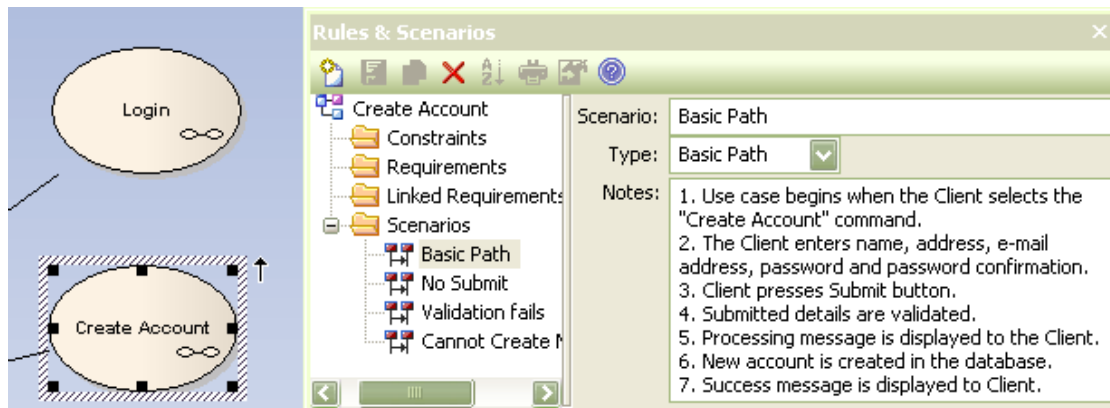 Login
Create Account
Rules & Scenarios
Create Account
Constraints
Requirements
Linked Requirements
Scenarios
Basic Path
No Submit
Validation fails
Cannot Create
Scenario: Basic Path
Type: Basic Path
Notes: 1. Use case begins when the Client selects the
"Create Account" command.
2. The Client enters name, address, e-mail
address, password and password confirmation.
3. Client presses Submit button.
4. Submitted details are validated.
5. Processing message is displayed to the Client.
6. New account is created in the database.
7. Success message is displayed to Client.